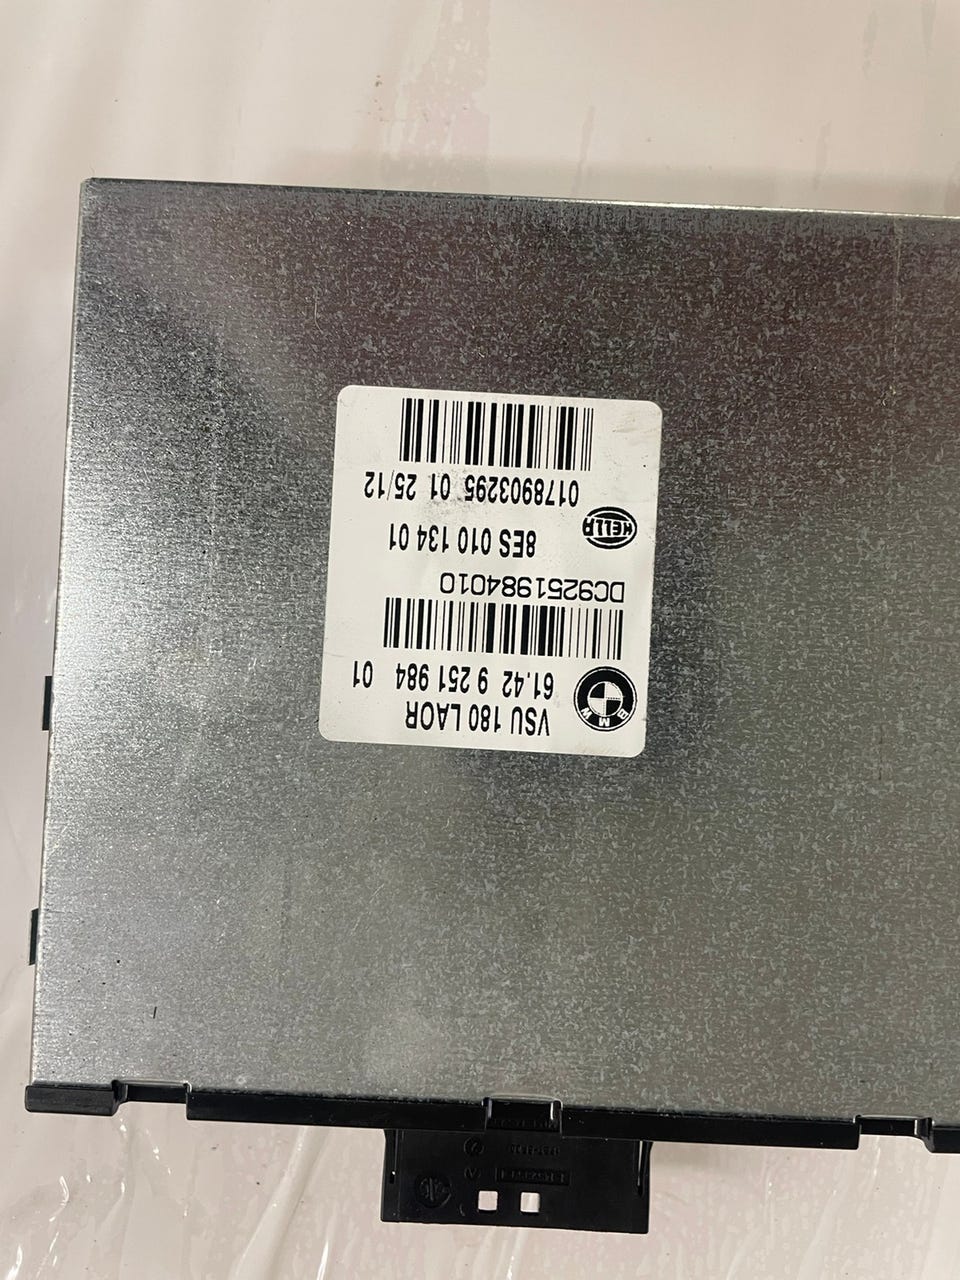 VSU 180 LAOR
BMW
61.42 9 251 984 01
DC9251984010
8ES 010 134 01
HELLA
0178903295 01 25/12